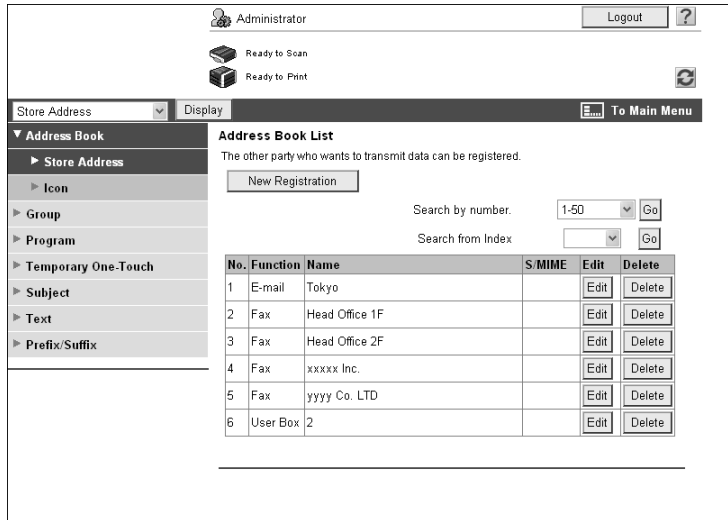 Administrator
Logout
?
Ready to Scan
Ready to Print
Store Address
Display
To Main Menu
Address Book
Store Address
Icon
Group
Program
Temporary One-Touch
Subject
Text
Prefix/Suffix
Address Book List
The other party who wants to transmit data can be registered.
New Registration
Search by number. 1-50 Go
Search from Index Go
No. Function Name S/MIME Edit Delete
1 E-mail Tokyo Edit Delete
2 Fax Head Office 1F Edit Delete
3 Fax Head Office 2F Edit Delete
4 Fax xxxxx Inc. Edit Delete
5 Fax yyyy Co. LTD Edit Delete
6 User Box 2 Edit Delete